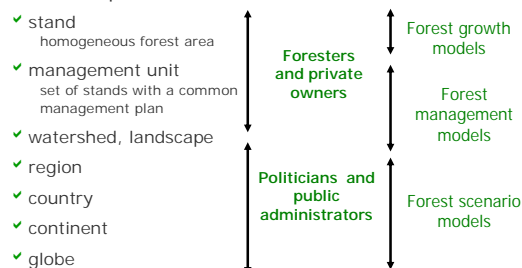 stand
homogeneous forest area
management unit
set of stands with a common
management plan
watershed, landscape
region
country
continent
globe
Foresters
and private
owners
Politicians and
public
administrators
Forest growth
models
Forest
management
models
Forest scenario
models